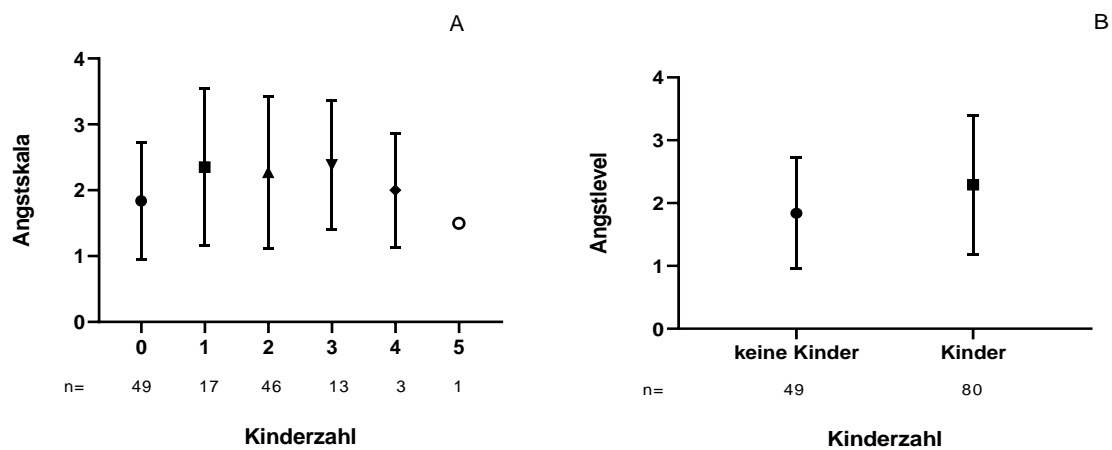 A
Angstskala
4
3
2
1
0
0 1 2 3 4 5
n= 49 17 46 13 3 1
Kinderzahl
B
Angstlevel
4
3
2
1
0
keine Kinder Kinder
n= 49 80
Kinderzahl